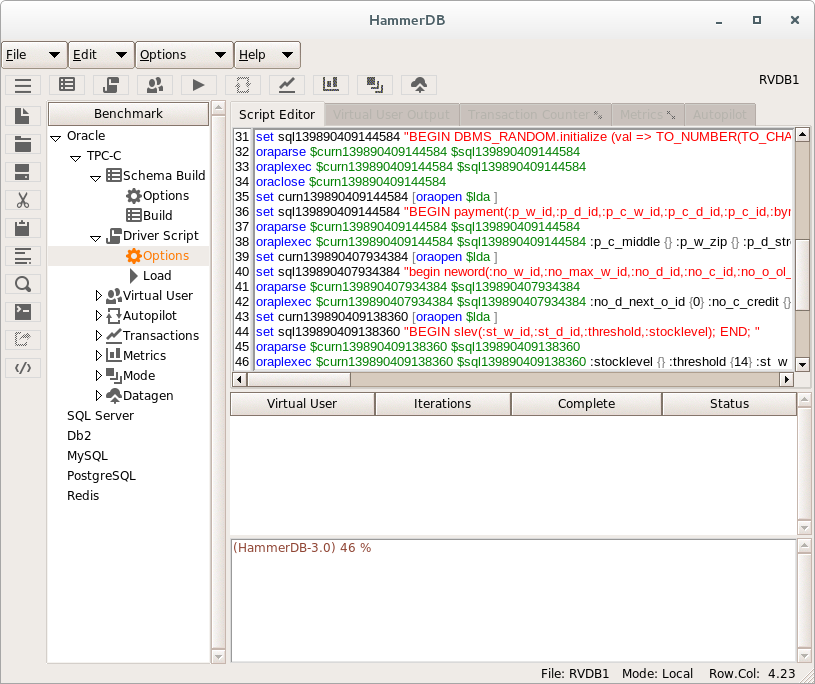 HammerDB
File Edit Options Help
RVDB1
Benchmark
Oracle
TPC-C
Schema Build
Options
Build
Driver Script
Options
Load
Virtual User
Autopilot
Transactions
Metrics
Mode
Datagen
SQL Server
Db2
MySQL
PostgreSQL
Redis
Script Editor Virtual User Output Transaction Counter Metrics Autopilot
31 set sql139890409144584 "BEGIN DBMS_RANDOM.initialize (val => TO_NUMBER(TO_CHA
32 oraparse $curn139890409144584 $sql139890409144584
33 oraplexec $curn139890409144584 $sql139890409144584
34 oraclose $curn139890409144584
35 set curn139890409144584 [oraopen $lda ]
36 set sql139890409144584 "BEGIN payment(:p_w_id,:p_d_id,:p_c_w_id,:p_c_d_id,:p_c_id,:byr
37 oraparse $curn139890409144584 $sql139890409144584
38 oraplexec $curn139890409144584 $sql139890409144584 :p_c_middle {} :p_w_zip {} :p_d_stre
39 set curn139890407934384 [oraopen $lda ]
40 set sql139890407934384 "begin neword(:no_w_id,:no_max_w_id,:no_d_id,:no_c_id,:no_o_ol_
41 oraparse $curn139890407934384 $sql139890407934384
42 oraplexec $curn139890407934384 $sql139890407934384 :no_d_next_o_id {0} :no_c_credit {}
43 set curn139890409138360 [oraopen $lda ]
44 set sql139890409138360 "BEGIN slev(:st_w_id,:st_d_id,:threshold,:stocklevel); END; "
45 oraparse $curn139890409138360 $sql139890409138360
46 oraplexec $curn139890409138360 $sql139890409138360 :stocklevel {} :threshold {14} :st_w
Virtual User Iterations Complete Status
(HammerDB-3.0) 46 %
File: RVDB1 Mode: Local Row.Col: 4.23